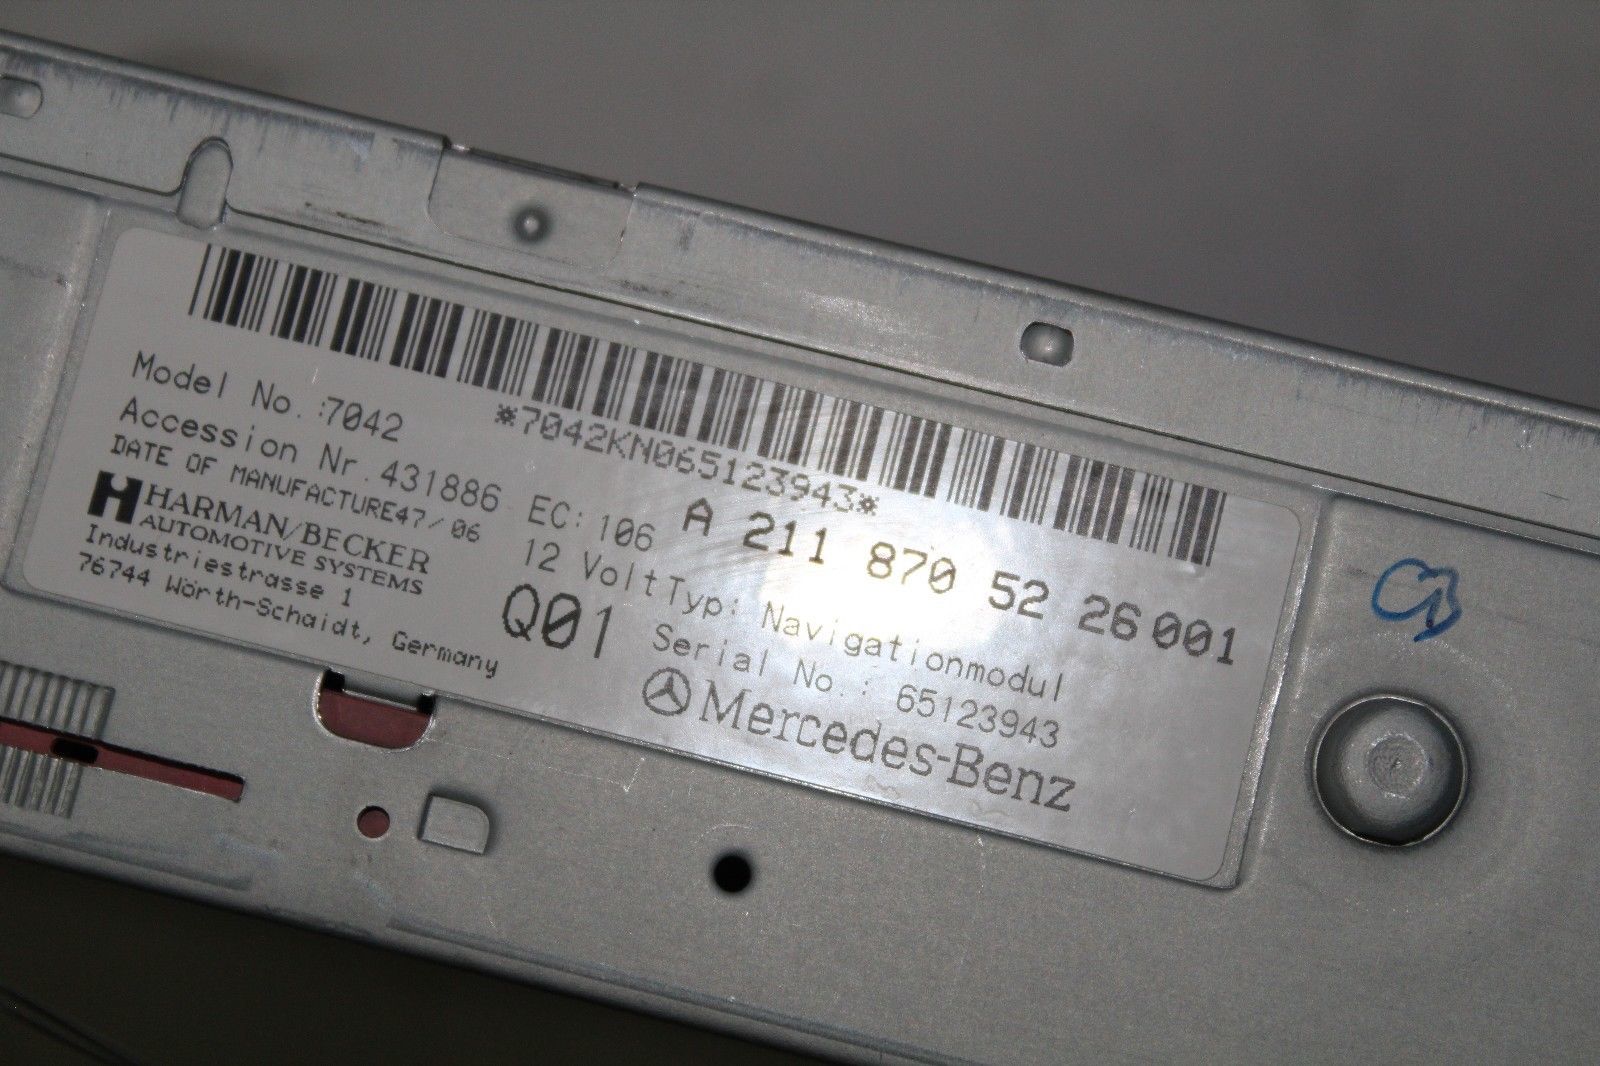 *7042KN065123943*
Model No.:7042
Accession Nr.431886 EC:106 A 211 870 52 26 001
DATE OF MANUFACTURE47/06 12 Volt Typ: Navigationmodul
HARMAN/BECKER
AUTOMOTIVE SYSTEMS
Q01 Serial No.: 65123943
Industriestrasse 1
76744 Wörth-Schaidt, Germany
Mercedes-Benz